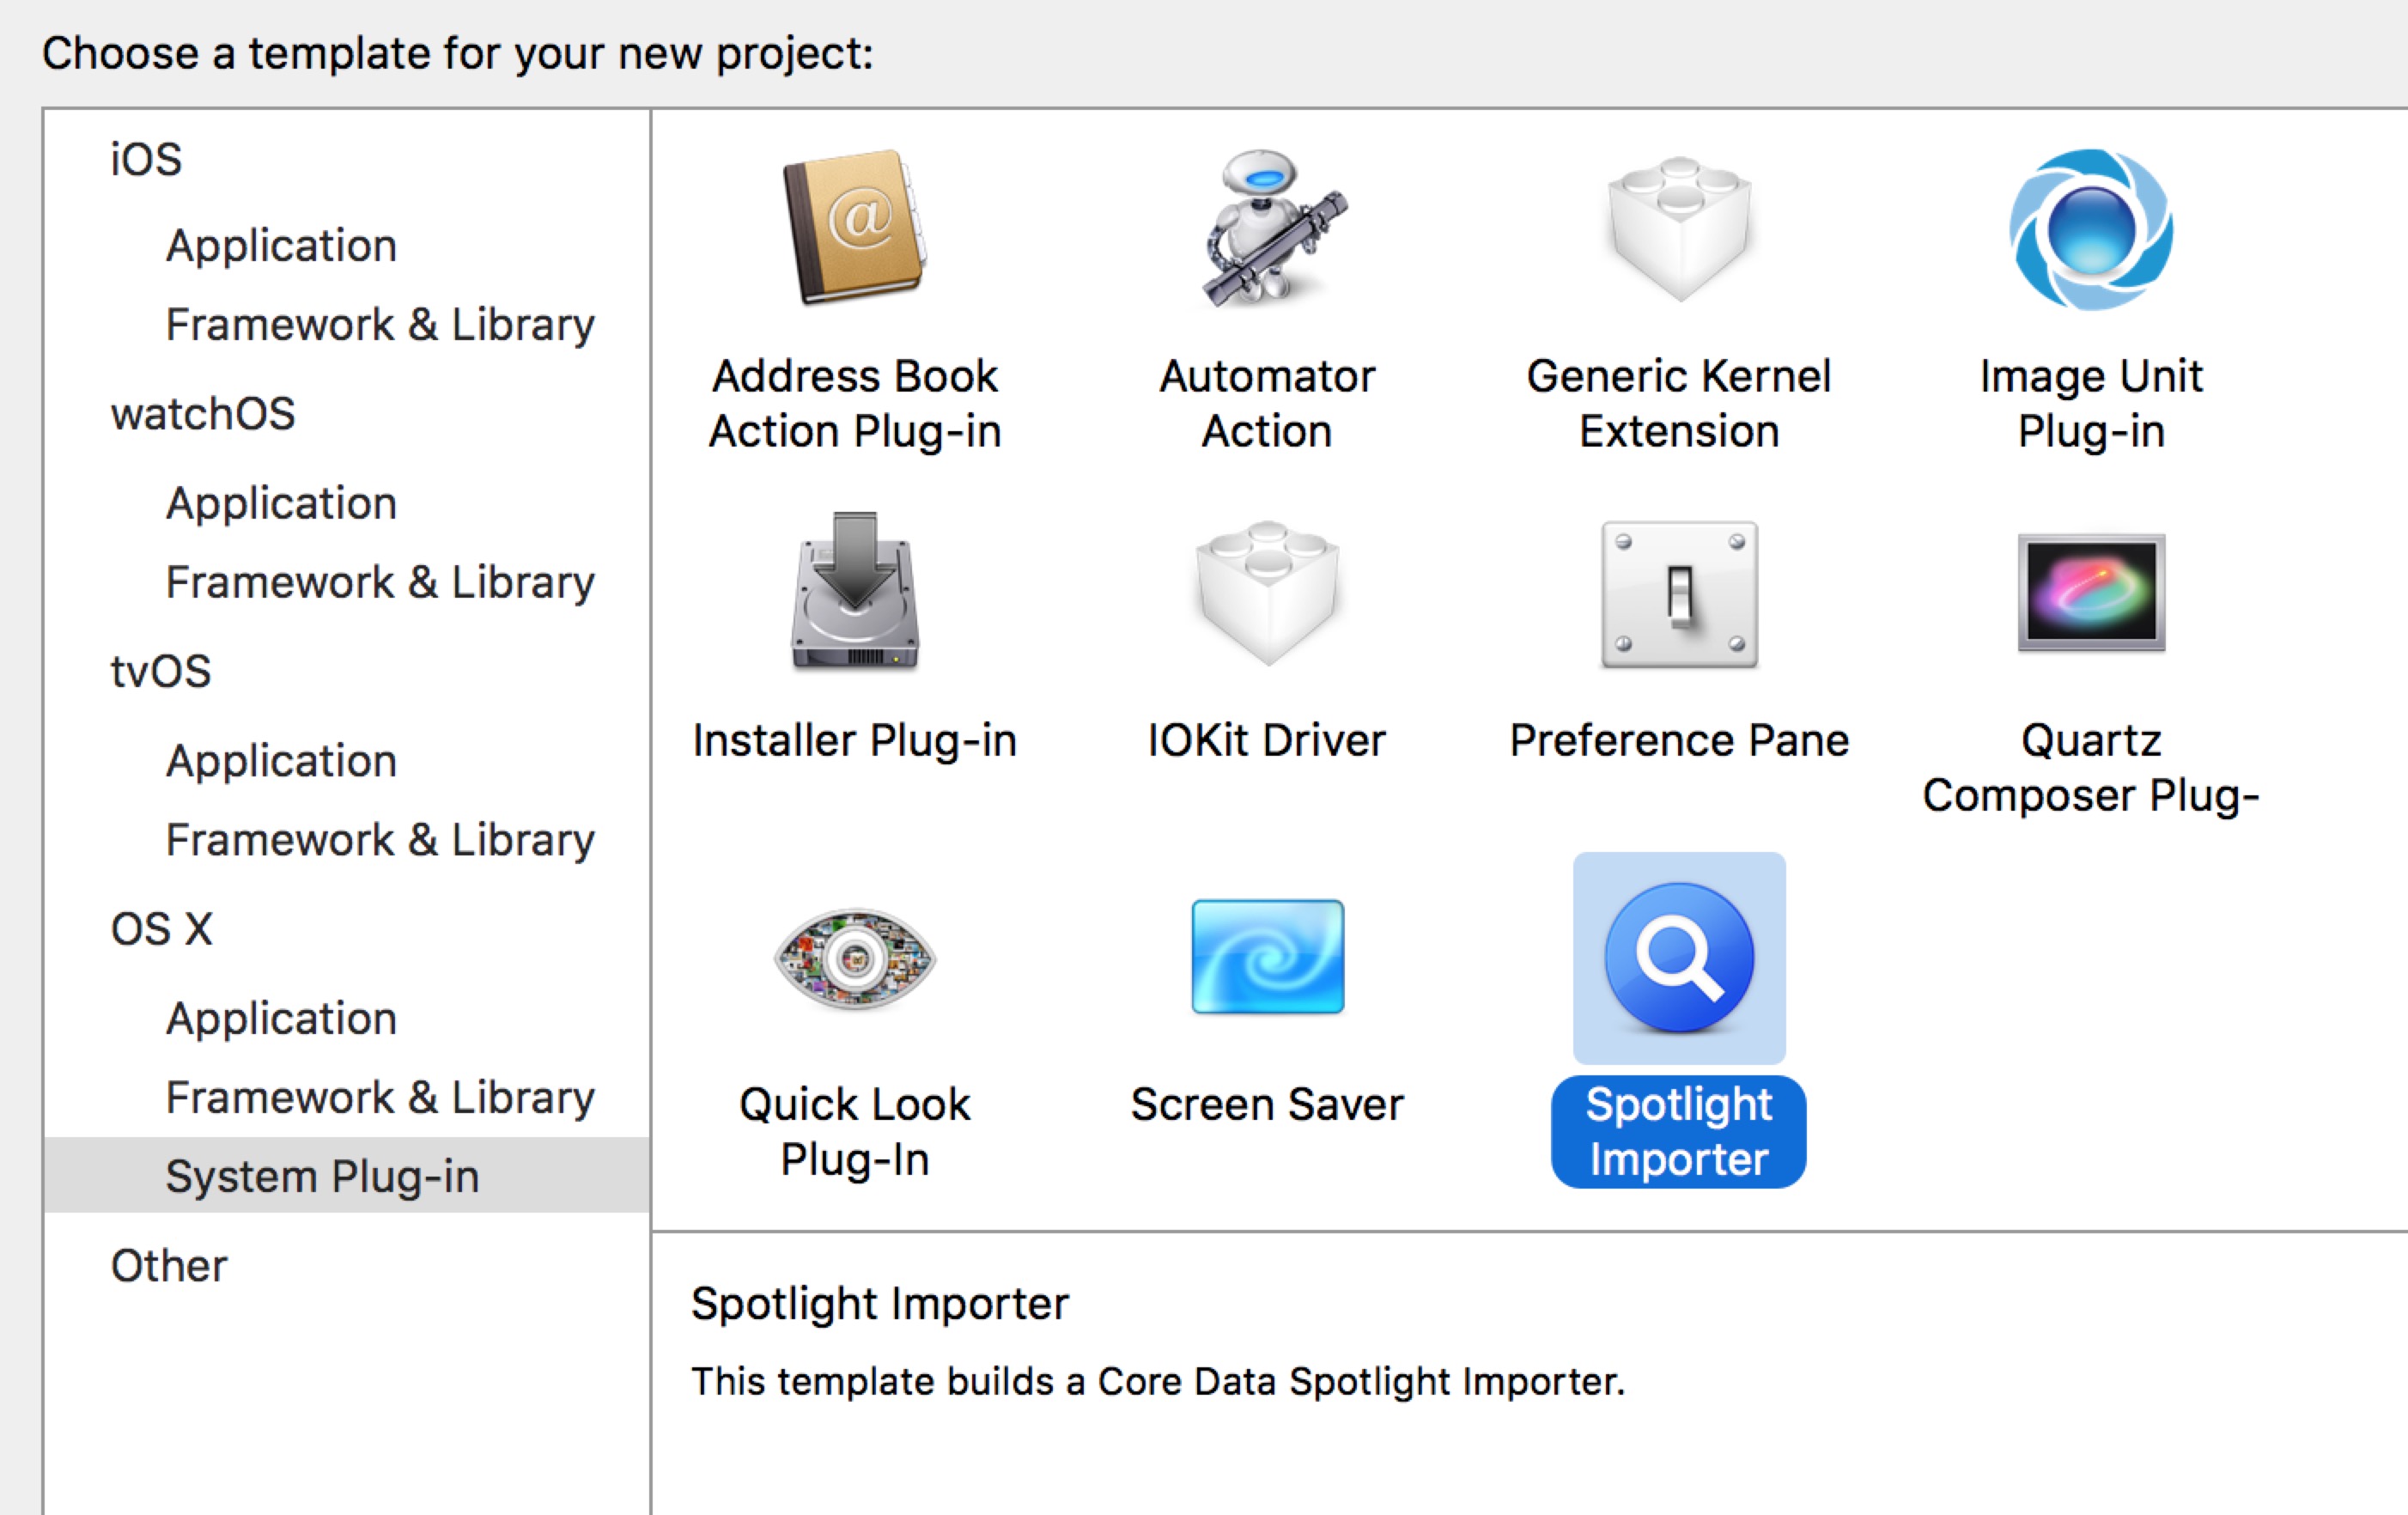 Choose a template for your new project:
iOS
Application
Framework & Library
watchOS
Application
Framework & Library
tvOS
Application
Framework & Library
OS X
Application
Framework & Library
System Plug-in
Other
@
Address Book
Action Plug-in
Automator
Action
Generic Kernel
Extension
Image Unit
Plug-in
Installer Plug-in
IOKit Driver
Preference Pane
Quartz
Composer Plug-
Quick Look
Plug-In
Screen Saver
Spotlight
Importer
Spotlight Importer
This template builds a Core Data Spotlight Importer.